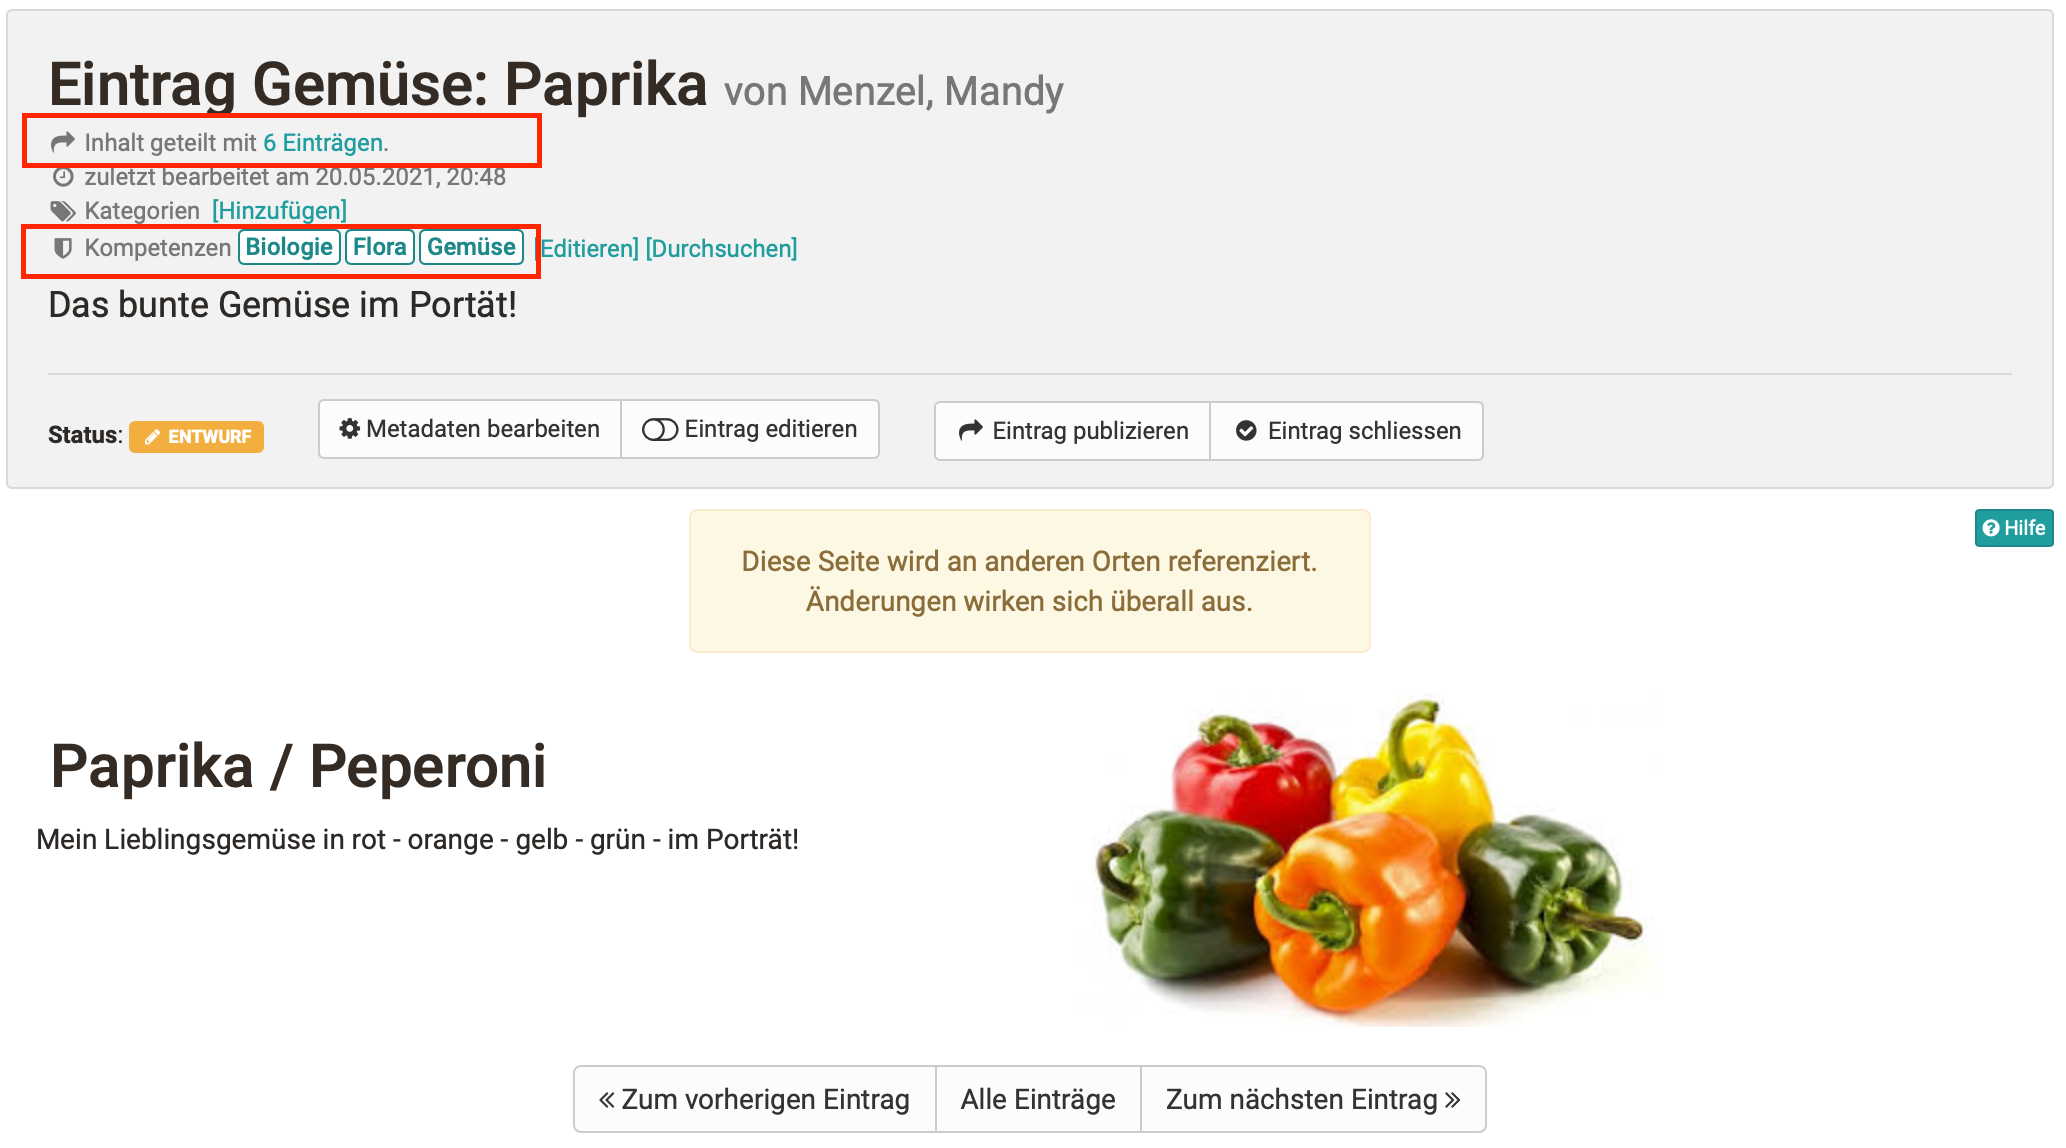 Eintrag Gemüse: Paprika von Menzel, Mandy
Inhalt geteilt mit 6 Einträgen.
zuletzt bearbeitet am 20.05.2021, 20:48
Kategorien [Hinzufügen]
Kompetenzen Biologie Flora Gemüse [Editieren] [Durchsuchen]
Das bunte Gemüse im Portät!
Status: ENTWURF Metadaten bearbeiten Eintrag editieren Eintrag publizieren Eintrag schliessen
Hilfe
Diese Seite wird an anderen Orten referenziert.
Änderungen wirken sich überall aus.
Paprika / Peperoni
Mein Lieblingsgemüse in rot - orange - gelb - grün - im Porträt!
« Zum vorherigen Eintrag Alle Einträge Zum nächsten Eintrag »